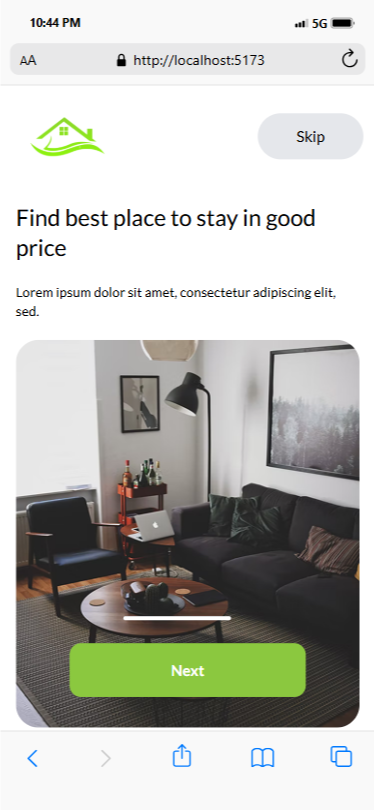 10:44 PM
5G
AA
http://localhost:5173
Skip
Find best place to stay in good
price
Lorem ipsum dolor sit amet, consectetur adipiscing elit,
sed.
Next